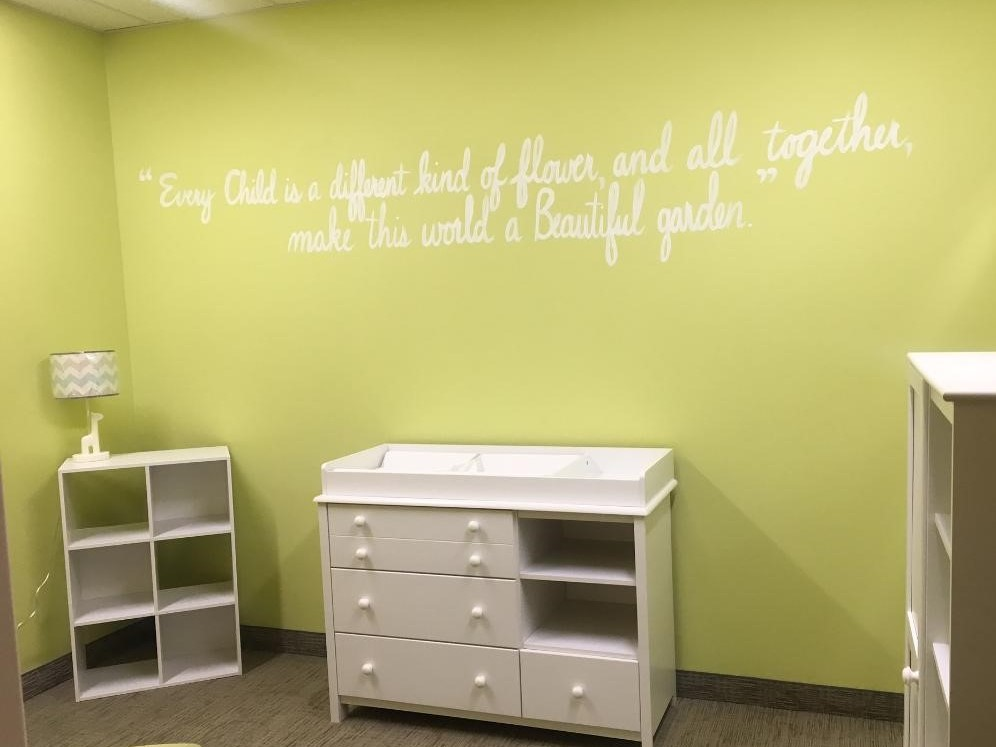 “Every Child is a different kind of flower, and all together,
make this world a Beautiful garden.”